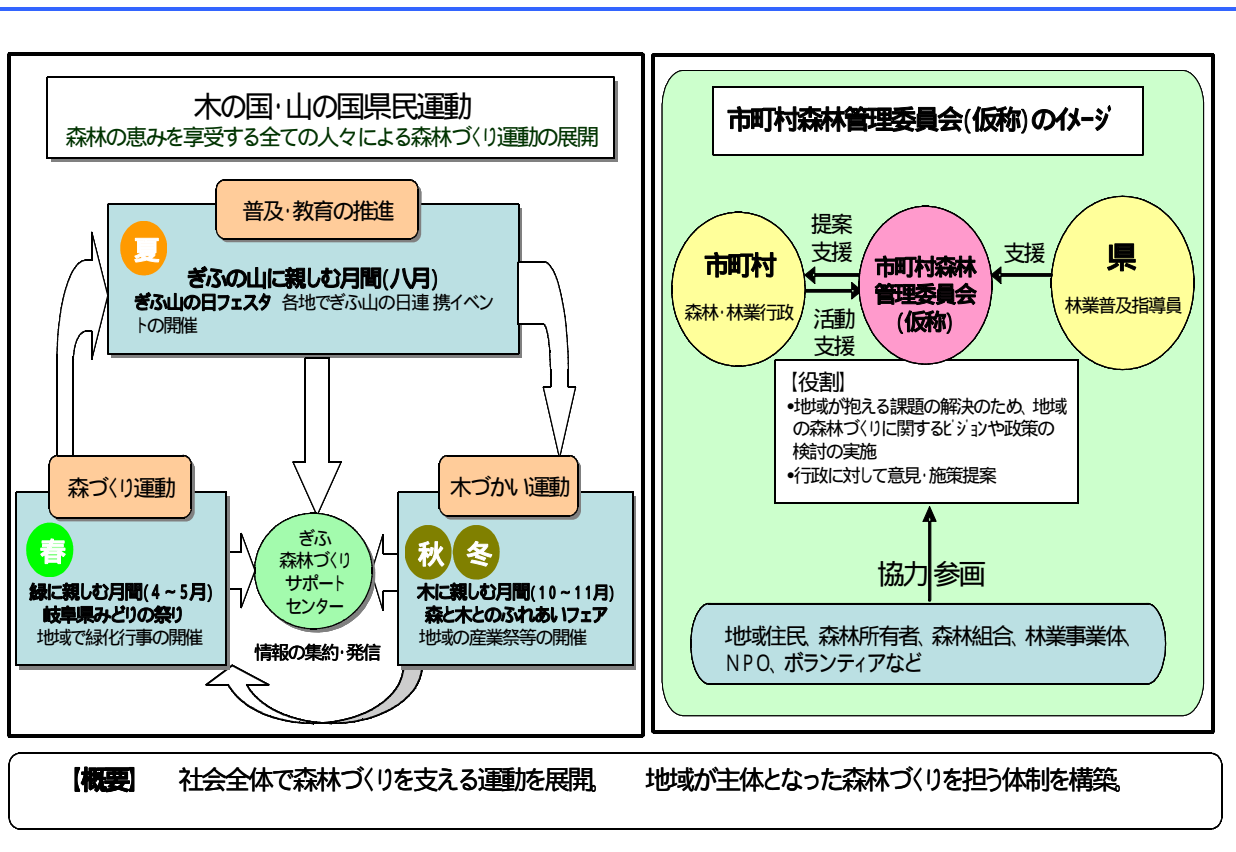 木の国･山の国県民運動
森林の恵みを享受する全ての人々による森林づくり運動の展開
普及･教育の推進
夏
ぎふの山に親しむ月間(八月)
ぎふ山の日フェスタ 各地でぎふ山の日連 携イベン
トの開催
森づくり運動
春
緑に親しむ月間(4～5月)
岐阜県みどりの祭り
地域で緑化行事の開催
ぎふ
森林づくり
サポート
センター
情報の集約･発信
木づかい運動
秋 冬
木に親しむ月間(10～11月)
森と木とのふれあいフェア
地域の産業祭等の開催
市町村森林管理委員会(仮称)のｲﾒｰｼﾞ
市町村
森林･林業行政
提案
支援
活動
支援
市町村森林
管理委員会
(仮称)
支援
県
林業普及指導員
【役割】
•地域が抱える課題の解決のため、地域
の森林づくりに関するﾋﾞｼﾞｮﾝや政策の
検討の実施
•行政に対して意見･施策提案
協力 参画
地域住民、森林所有者、森林組合、林業事業体、
NPO、ボランティアなど
【概要】 社会全体で森林づくりを支える運動を展開。 地域が主体となった森林づくりを担う体制を構築。